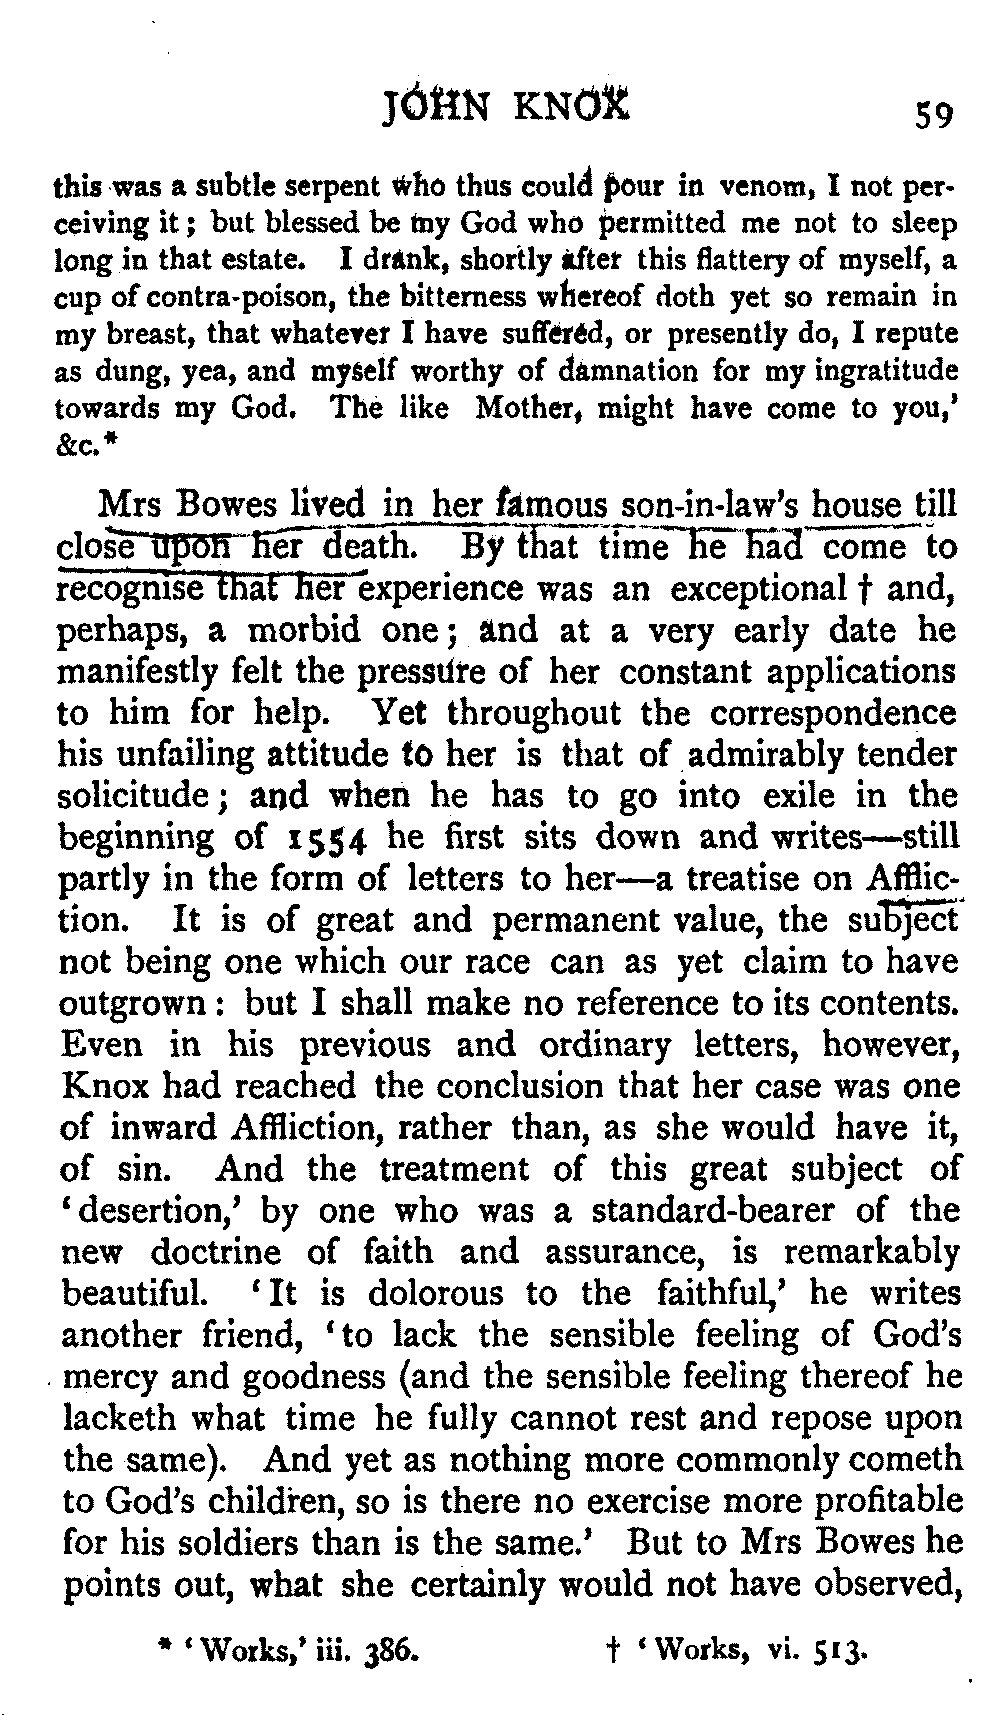 JOHN KNOX 59
this was a subtle serpent who thus could pour in venom, I not per-
ceiving it; but blessed be my God who permitted me not to sleep
long in that estate. I drank, shortly after this flattery of myself, a
cup of contra-poison, the bitterness whereof doth yet so remain in
my breast, that whatever I have suffered, or presently do, I repute
as dung, yea, and myself worthy of damnation for my ingratitude
towards my God. The like Mother, might have come to you,'
&c.*
Mrs Bowes lived in her famous son-in-law's house till
close upon her death. By that time he had come to
recognise that her experience was an exceptional † and,
perhaps, a morbid one; and at a very early date he
manifestly felt the pressure of her constant applications
to him for help. Yet throughout the correspondence
his unfailing attitude to her is that of admirably tender
solicitude; and when he has to go into exile in the
beginning of 1554 he first sits down and writes—still
partly in the form of letters to her—a treatise on Afflic-
tion. It is of great and permanent value, the subject
not being one which our race can as yet claim to have
outgrown: but I shall make no reference to its contents.
Even in his previous and ordinary letters, however,
Knox had reached the conclusion that her case was one
of inward Affliction, rather than, as she would have it,
of sin. And the treatment of this great subject of
'desertion,' by one who was a standard-bearer of the
new doctrine of faith and assurance, is remarkably
beautiful. 'It is dolorous to the faithful,' he writes
another friend, 'to lack the sensible feeling of God's
mercy and goodness (and the sensible feeling thereof he
lacketh what time he fully cannot rest and repose upon
the same). And yet as nothing more commonly cometh
to God's children, so is there no exercise more profitable
for his soldiers than is the same.' But to Mrs Bowes he
points out, what she certainly would not have observed,
* 'Works,' iii. 386. † 'Works, vi. 513.